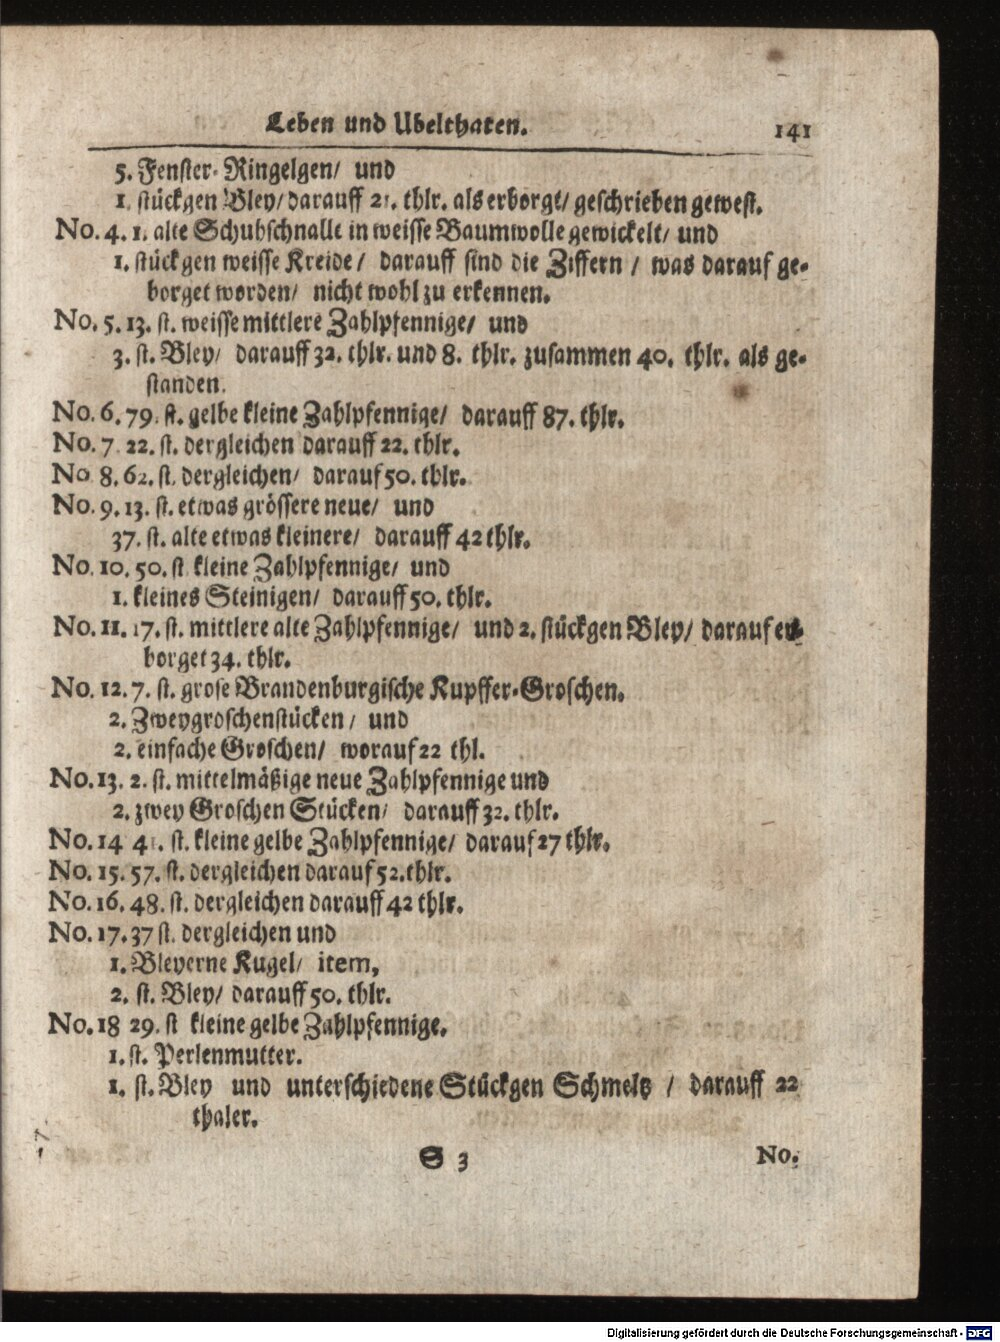 Leben und Ubelthaten. 141
5. Fenster-Ringelgen/ und
1. stückgen Bley/ darauff 21. thlr. als erborgt/ geschrieben gewest.
No. 4. 1. alte Schuhschnalle in weisse Baumwolle gewickelt/ und
1. stückgen weisse Kreide/ darauff sind die Ziffern / was darauf ge-
borget worden/ nicht wohl zu erkennen.
No. 5. 13. st. weisse mittlere Zahlpfennige/ und
3. st. Bley/ darauff 32. thlr. und 8. thlr. zusammen 40. thlr. als ge-
standen.
No. 6. 79. st. gelbe kleine Zahlpfennige/ darauff 87. thlr.
No. 7 22. st. dergleichen darauff 22. thlr.
No 8. 62. st. dergleichen/ darauf 50. thlr.
No. 9. 13. st. etwas grössere neue/ und
37. st. alte etwas kleinere/ darauff 42 thlr.
No. 10. 50. st kleine Zahlpfennige/ und
1. kleines Steinigen/ darauff 50. thlr.
No. 11. 17. st. mittlere alte Zahlpfennige/ und 2. stückgen Bley/ darauf er-
borget 34. thlr.
No. 12. 7. st. grose Brandenburgische Kupffer-Groschen.
2. Zweygroschenstücken/ und
2. einfache Groschen/ worauf 22 thl.
No. 13. 2. st. mittelmäßige neue Zahlpfennige und
2. zwey Groschen Stücken/ darauff 32. thlr.
No. 14 41. st. kleine gelbe Zahlpfennige/ darauf 27 thlr.
No. 15. 57. st. dergleichen darauf 52. thlr.
No. 16. 48. st. dergleichen darauff 42 thlr.
No. 17. 37 st. dergleichen und
1. Bleyerne Kugel/ item,
2. st. Bley/ darauff 50. thlr.
No. 18 29. st kleine gelbe Zahlpfennige.
1. st. Perlenmutter.
1. st. Bley und unterschiedene Stückgen Schmeltz / darauff 22
thaler.
S 3 No.
Digitalisierung gefördert durch die Deutsche Forschungsgemeinschaft - DFG